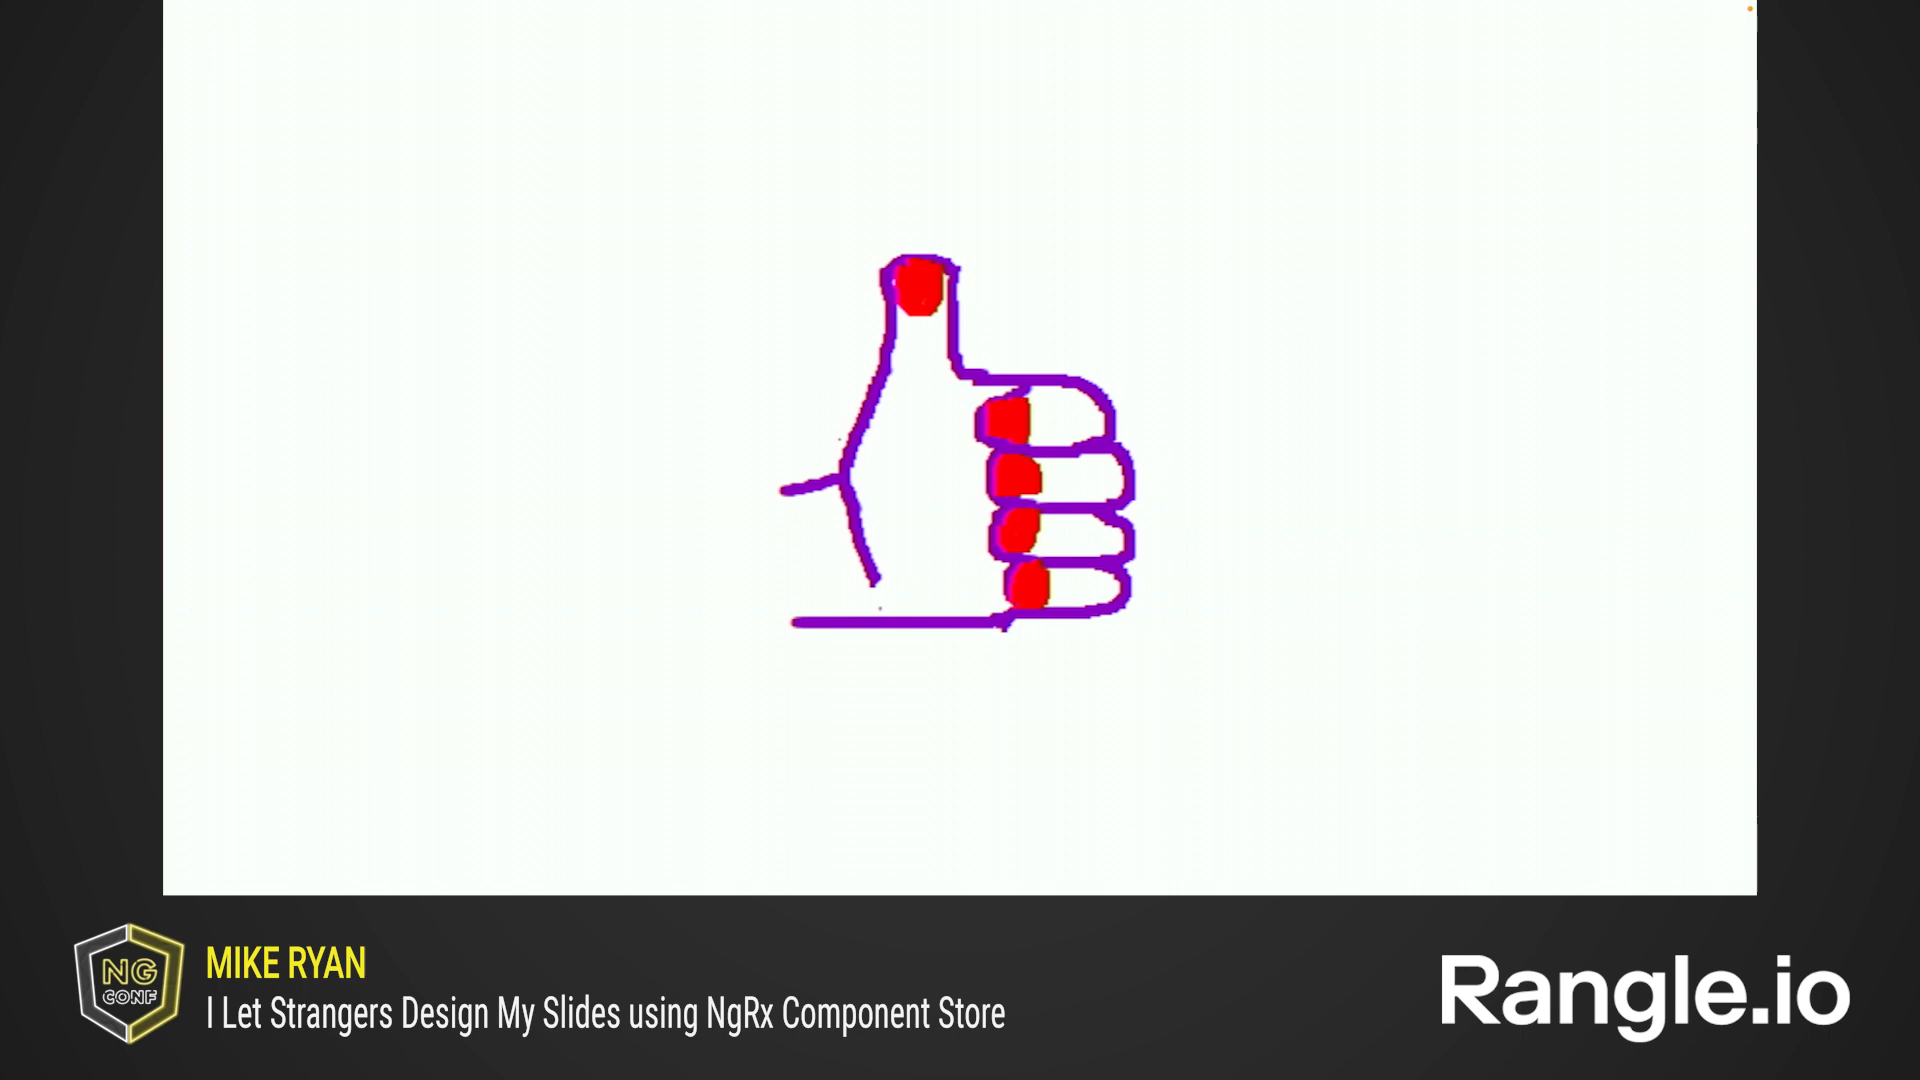 NG
CONF
MIKE RYAN
I Let Strangers Design My Slides using NgRx Component Store
Rangle.io